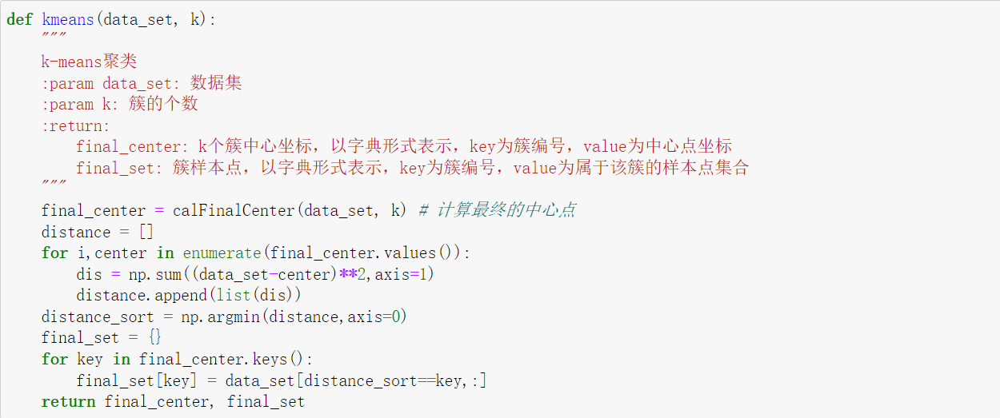 def kmeans(data_set, k):
    """
    k-means聚类
    :param data_set: 数据集
    :param k: 簇的个数
    :return:
        final_center: k个簇中心坐标，以字典形式表示，key为簇编号，value为中心点坐标
        final_set: 簇样本点，以字典形式表示，key为簇编号，value为属于该簇的样本点集合
    """
    final_center = calFinalCenter(data_set, k) # 计算最终的中心点
    distance = []
    for i,center in enumerate(final_center.values()):
        dis = np.sum((data_set-center)**2,axis=1)
        distance.append(list(dis))
    distance_sort = np.argmin(distance,axis=0)
    final_set = {}
    for key in final_center.keys():
        final_set[key] = data_set[distance_sort==key,:]
    return final_center, final_set